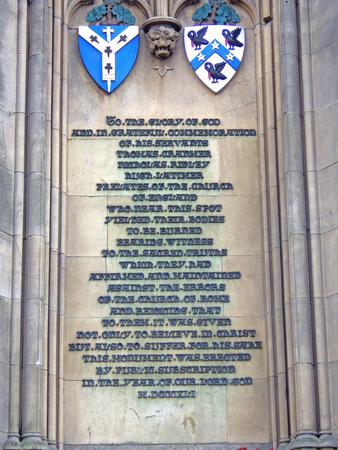 TO.THE.GLORY.OF.GOD
AND.IN.GRATEFUL.COMMEMORATION
OF.HIS.SERVANTS
THOMAS.CRANMER
NICHOLAS.RIDLEY
HUGH.LATIMER
PRELATES.OF.THE.CHURCH
OF.ENGLAND
WHO.NEAR.THIS.SPOT
YIELDED.THEIR.BODIES
TO.BE.BURNED
BEARING.WITNESS
TO.THE.SACRED.TRUTHS
WHICH.THEY.HAD
AFFIRMED.AND.MAINTAINED
AGAINST.THE.ERRORS
OF.THE.CHURCH.OF.ROME
AND.REJOICING.THAT
TO.THEM.IT.WAS.GIVEN
NOT.ONLY.TO.BELIEVE.IN.CHRIST
BUT.ALSO.TO.SUFFER.FOR.HIS.SAKE
THIS.MONUMENT.WAS.ERECTED
BY.PUBLIC.SUBSCRIPTION
IN.THE.YEAR.OF.OUR.LORD.GOD
M.DCCCXLI